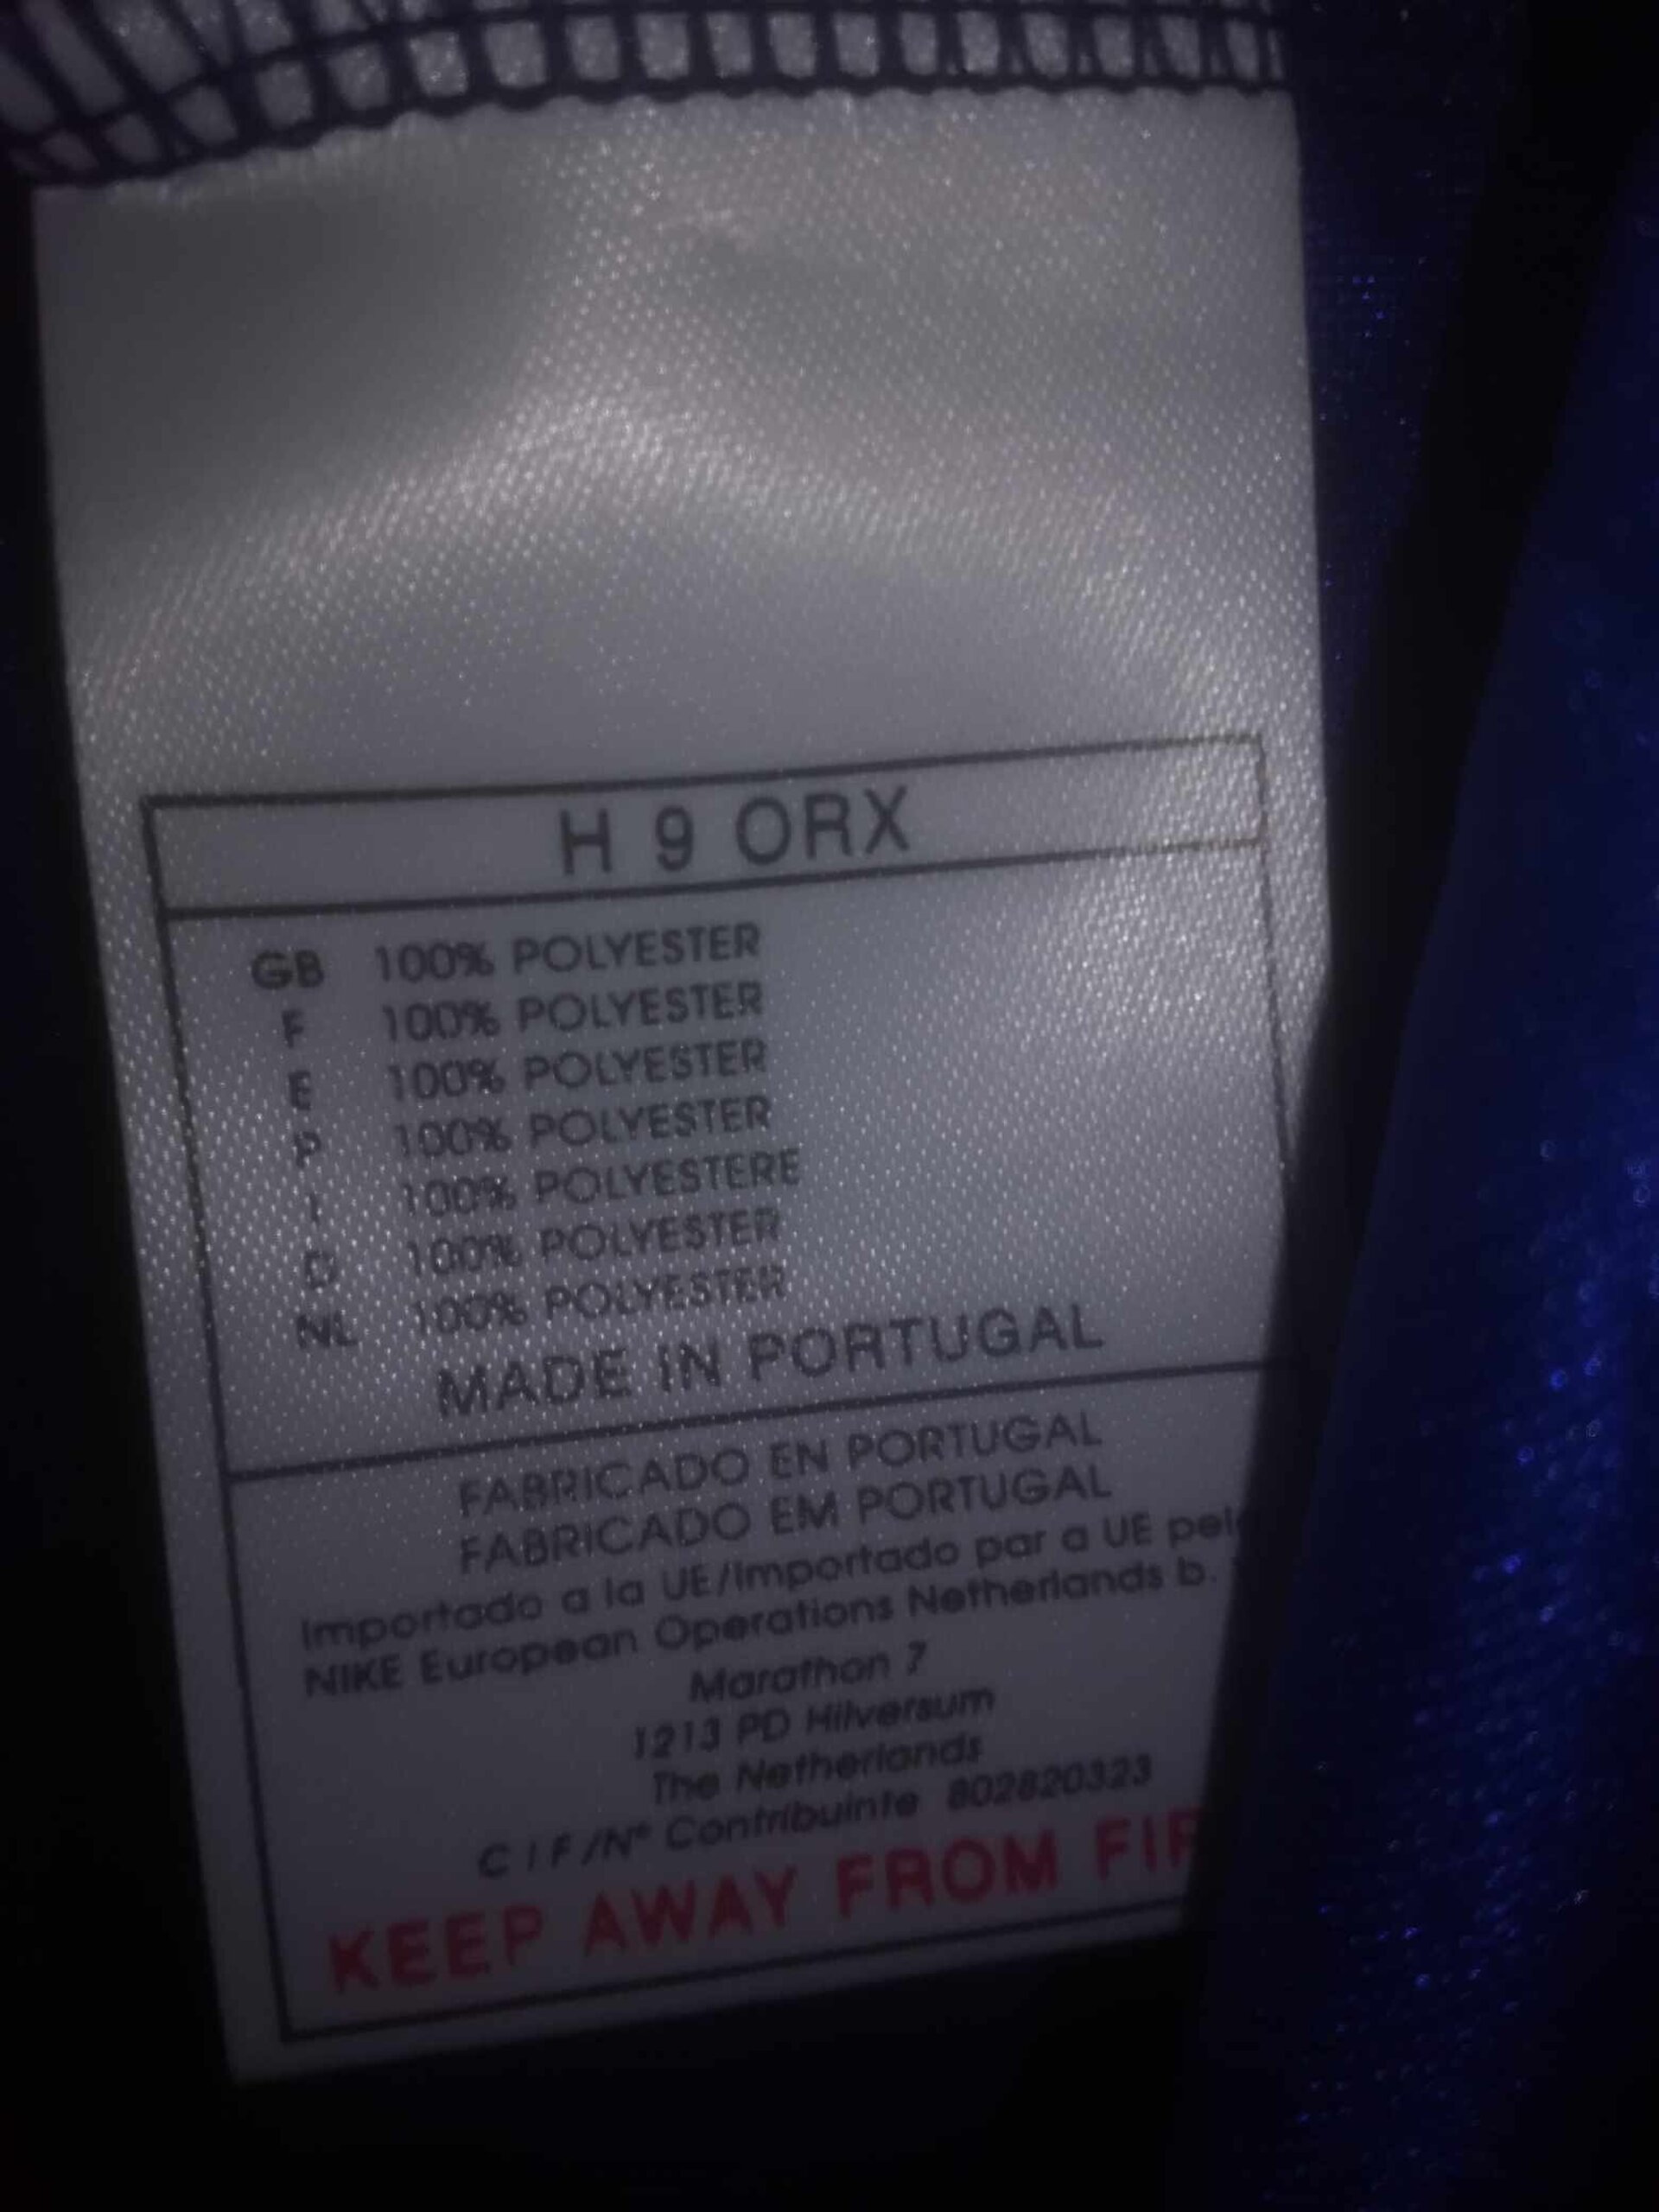 H 9 ORX
GB 100% POLYESTER
F 100% POLYESTER
E 100% POLYESTER
P 100% POLYESTER
I 100% POLYESTERE
D 100% POLYESTER
NL 100% POLYESTER
MADE IN PORTUGAL
FABRICADO EN PORTUGAL
FABRICADO EM PORTUGAL
Importado a la UE/Importado par a UE pel
NIKE European Operations Netherlands b.
Marathon 7
1213 PD Hilversum
The Netherlands
C I F/Nº Contribuinte 802820323
KEEP AWAY FROM FIR